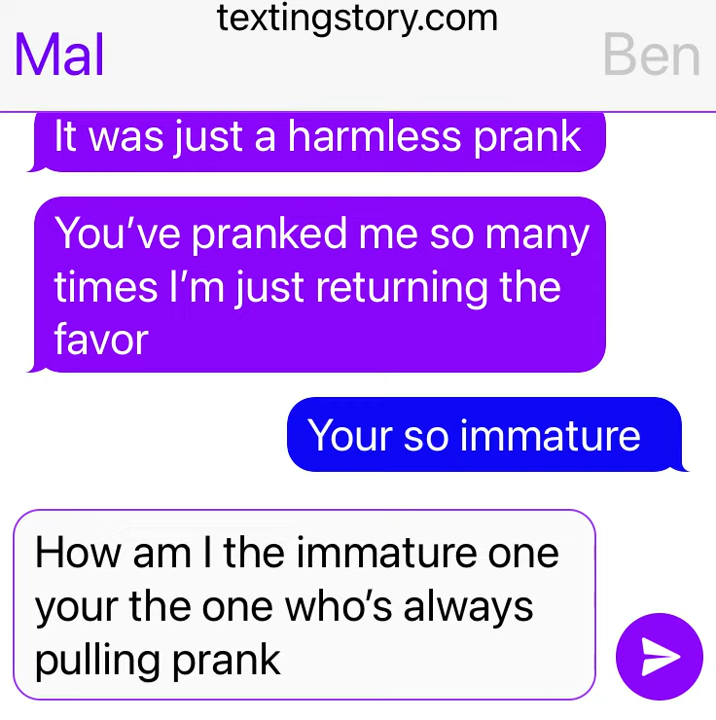 textingstory.com
Mal
Ben
It was just a harmless prank
You've pranked me so many
times I'm just returning the
favor
Your so immature
How am I the immature one
your the one who's always
pulling prank